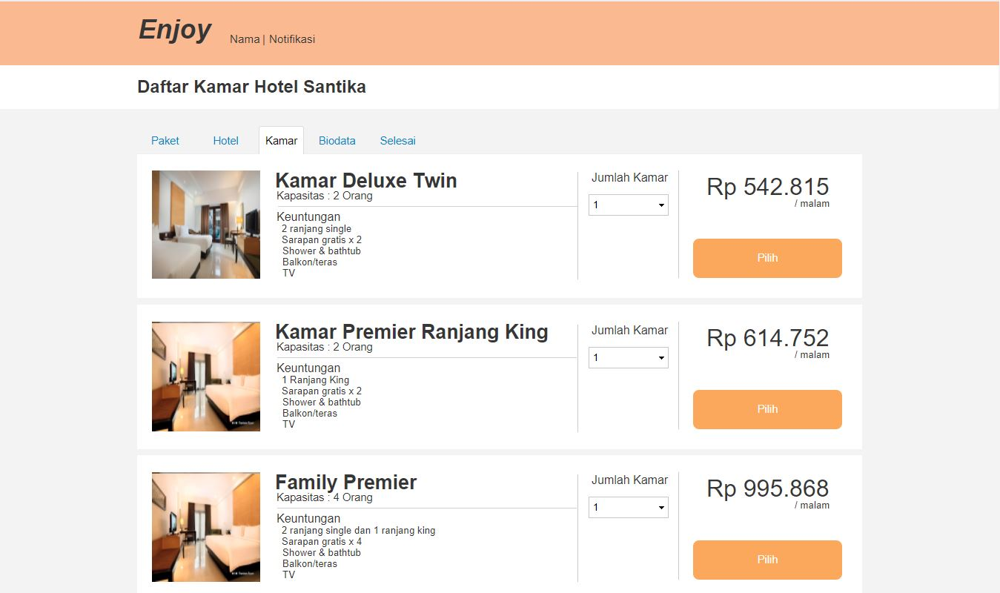 Enjoy
Nama | Notifikasi
Daftar Kamar Hotel Santika
Paket Hotel Kamar Biodata Selesai
Kamar Deluxe Twin
Kapasitas : 2 Orang
Keuntungan
2 ranjang single
Sarapan gratis x 2
Shower & bathtub
Balkon/teras
TV
Jumlah Kamar
1
Rp 542.815
/ malam
Pilih
Kamar Premier Ranjang King
Kapasitas : 2 Orang
Keuntungan
1 Ranjang King
Sarapan gratis x 2
Shower & bathtub
Balkon/teras
TV
Jumlah Kamar
1
Rp 614.752
/ malam
Pilih
Family Premier
Kapasitas : 4 Orang
Keuntungan
2 ranjang single dan 1 ranjang king
Sarapan gratis x 4
Shower & bathtub
Balkon/teras
TV
Jumlah Kamar
1
Rp 995.868
/ malam
Pilih